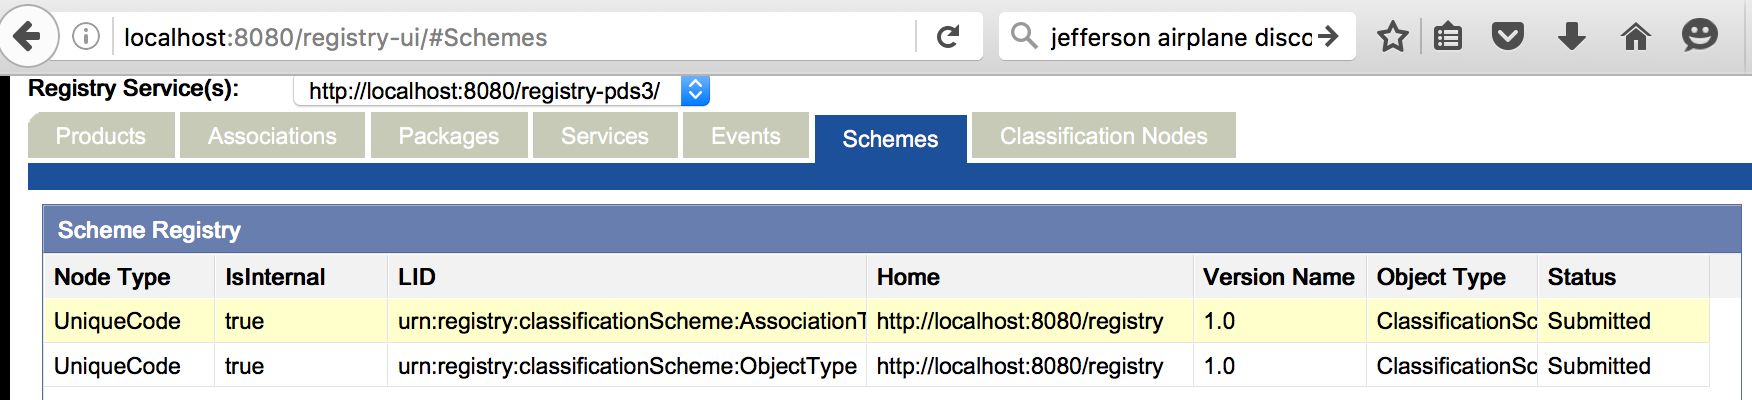 localhost:8080/registry-ui/#Schemes jefferson airplane disco
Registry Service(s): http://localhost:8080/registry-pds3/
Products Associations Packages Services Events Schemes Classification Nodes
Scheme Registry
Node Type IsInternal LID Home Version Name Object Type Status
UniqueCode true urn:registry:classificationScheme:AssociationT http://localhost:8080/registry 1.0 ClassificationSc Submitted
UniqueCode true urn:registry:classificationScheme:ObjectType http://localhost:8080/registry 1.0 ClassificationSc Submitted